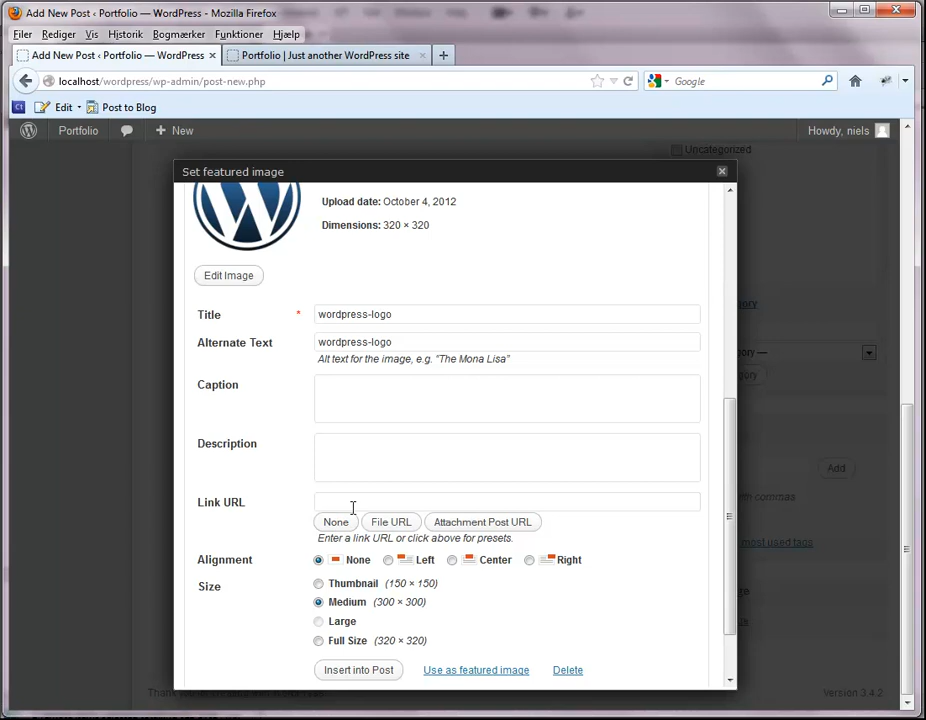 Add New Post ‹ Portfolio — WordPress - Mozilla Firefox
Filer Rediger Vis Historik Bogmærker Funktioner Hjælp
Add New Post ‹ Portfolio — WordPress × Portfolio | Just another WordPress site × +
localhost/wordpress/wp-admin/post-new.php Google
Edit Post to Blog
Portfolio + New Howdy, niels
Uncategorized
Set featured image
Upload date: October 4, 2012
Dimensions: 320 × 320
Edit Image
Title * wordpress-logo
Alternate Text wordpress-logo
Alt text for the image, e.g. "The Mona Lisa"
Caption
Description
Add
with commas
Link URL
None File URL Attachment Post URL
Enter a link URL or click above for presets.
most used tags
Alignment None Left Center Right
Size Thumbnail (150 × 150)
Medium (300 × 300)
Large
Full Size (320 × 320)
Insert into Post Use as featured image Delete
Version 3.4.2